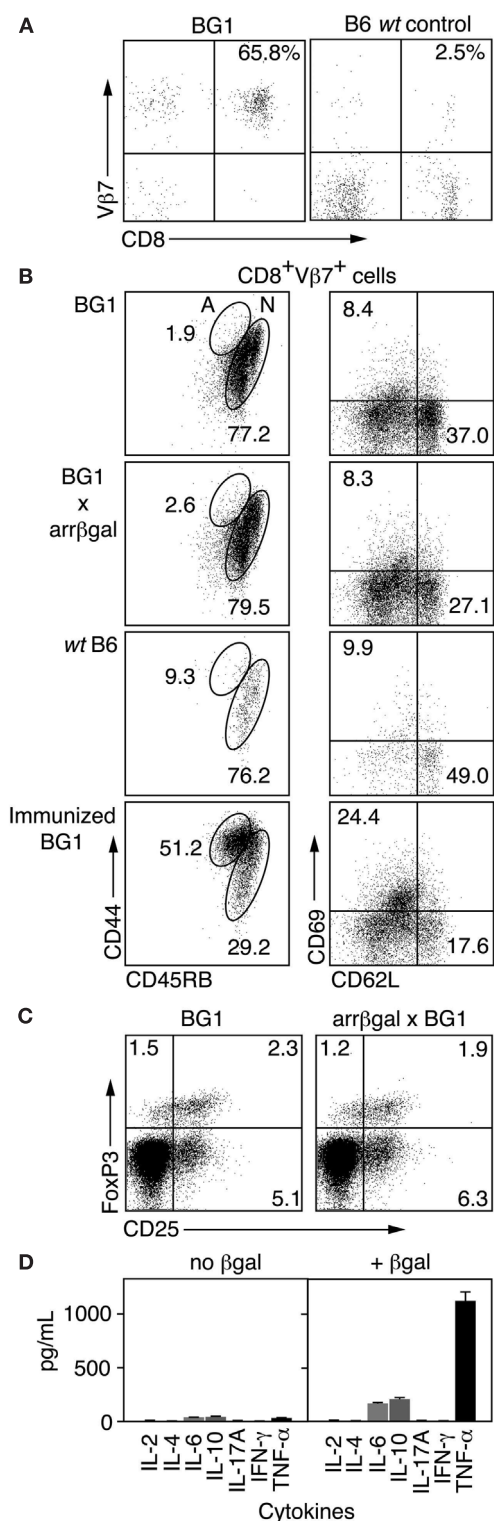 A
BG1
B6 wt control
65.8%
2.5%
Vβ7
CD8
B
CD8+Vβ7+ cells
BG1
A
N
1.9
77.2
8.4
37.0
BG1
x
arrβgal
2.6
79.5
8.3
27.1
wt B6
9.3
76.2
9.9
49.0
Immunized
BG1
51.2
29.2
24.4
17.6
CD44
CD45RB
CD69
CD62L
C
BG1
arrβgal x BG1
1.5
2.3
5.1
1.2
1.9
6.3
FoxP3
CD25
D
no βgal
+ βgal
pg/mL
1000
500
0
IL-2
IL-4
IL-6
IL-10
IL-17A
IFN-γ
TNF-α
IL-2
IL-4
IL-6
IL-10
IL-17A
IFN-γ
TNF-α
Cytokines